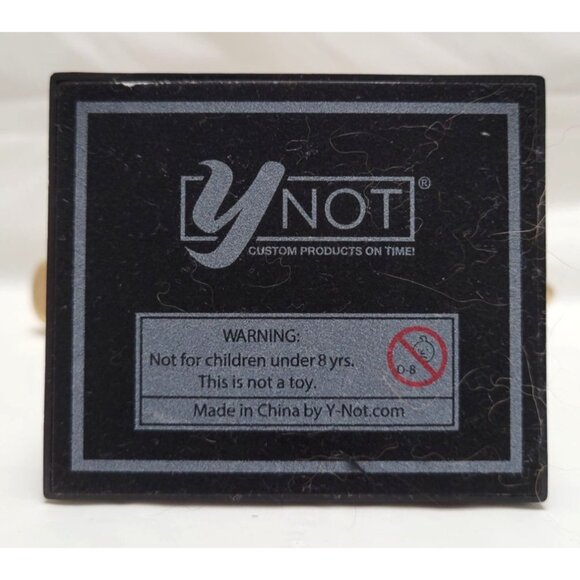 YNOT®
CUSTOM PRODUCTS ON TIME!
WARNING:
Not for children under 8 yrs.
This is not a toy.
0-8
Made in China by Y-Not.com